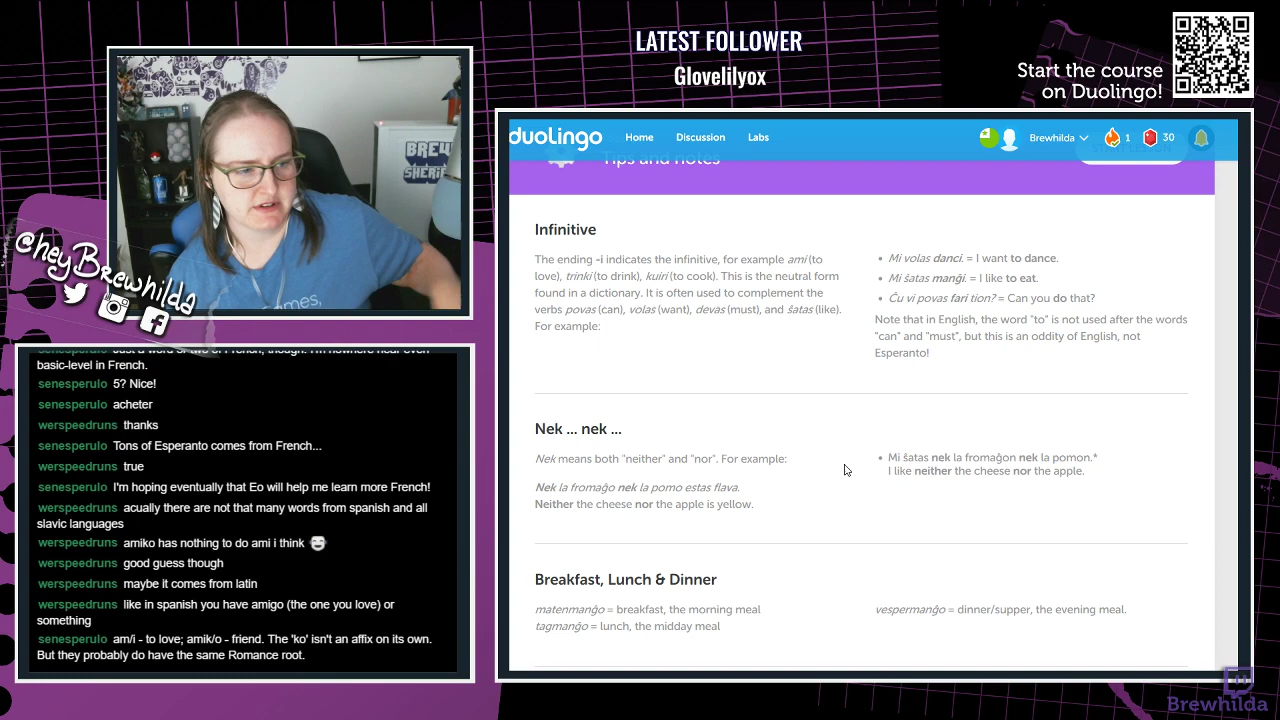 LATEST FOLLOWER
Glovelilyox
Start the course
on Duolingo!
BREW
SHERIF
mes,
@heyBrewhilda
basic-level in French.
senesperulo 5? Nice!
senesperulo acheter
werspeedruns thanks
senesperulo Tons of Esperanto comes from French...
werspeedruns true
senesperulo I'm hoping eventually that Eo will help me learn more French!
werspeedruns acually there are not that many words from spanish and all
slavic languages
werspeedruns amiko has nothing to do ami i think
werspeedruns good guess though
werspeedruns maybe it comes from latin
werspeedruns like in spanish you have amigo (the one you love) or
something
senesperulo am/i - to love; amik/o - friend. The 'ko' isn't an affix on its own.
But they probably do have the same Romance root.
duolingo Home Discussion Labs Brewhilda 1 30
Tips and notes
Infinitive
The ending -i indicates the infinitive, for example ami (to
love), trinki (to drink), kuiri (to cook). This is the neutral form
found in a dictionary. It is often used to complement the
verbs povas (can), volas (want), devas (must), and ŝatas (like).
For example:
• Mi volas danci. = I want to dance.
• Mi ŝatas manĝi. = I like to eat.
• Ĉu vi povas fari tion? = Can you do that?
Note that in English, the word "to" is not used after the words
"can" and "must", but this is an oddity of English, not
Esperanto!
Nek ... nek ...
Nek means both "neither" and "nor". For example:
Nek la fromaĝo nek la pomo estas flava.
Neither the cheese nor the apple is yellow.
• Mi ŝatas nek la fromaĝon nek la pomon.*
I like neither the cheese nor the apple.
Breakfast, Lunch & Dinner
matenmanĝo = breakfast, the morning meal
tagmanĝo = lunch, the midday meal
vespermanĝo = dinner/supper, the evening meal.
Brewhilda